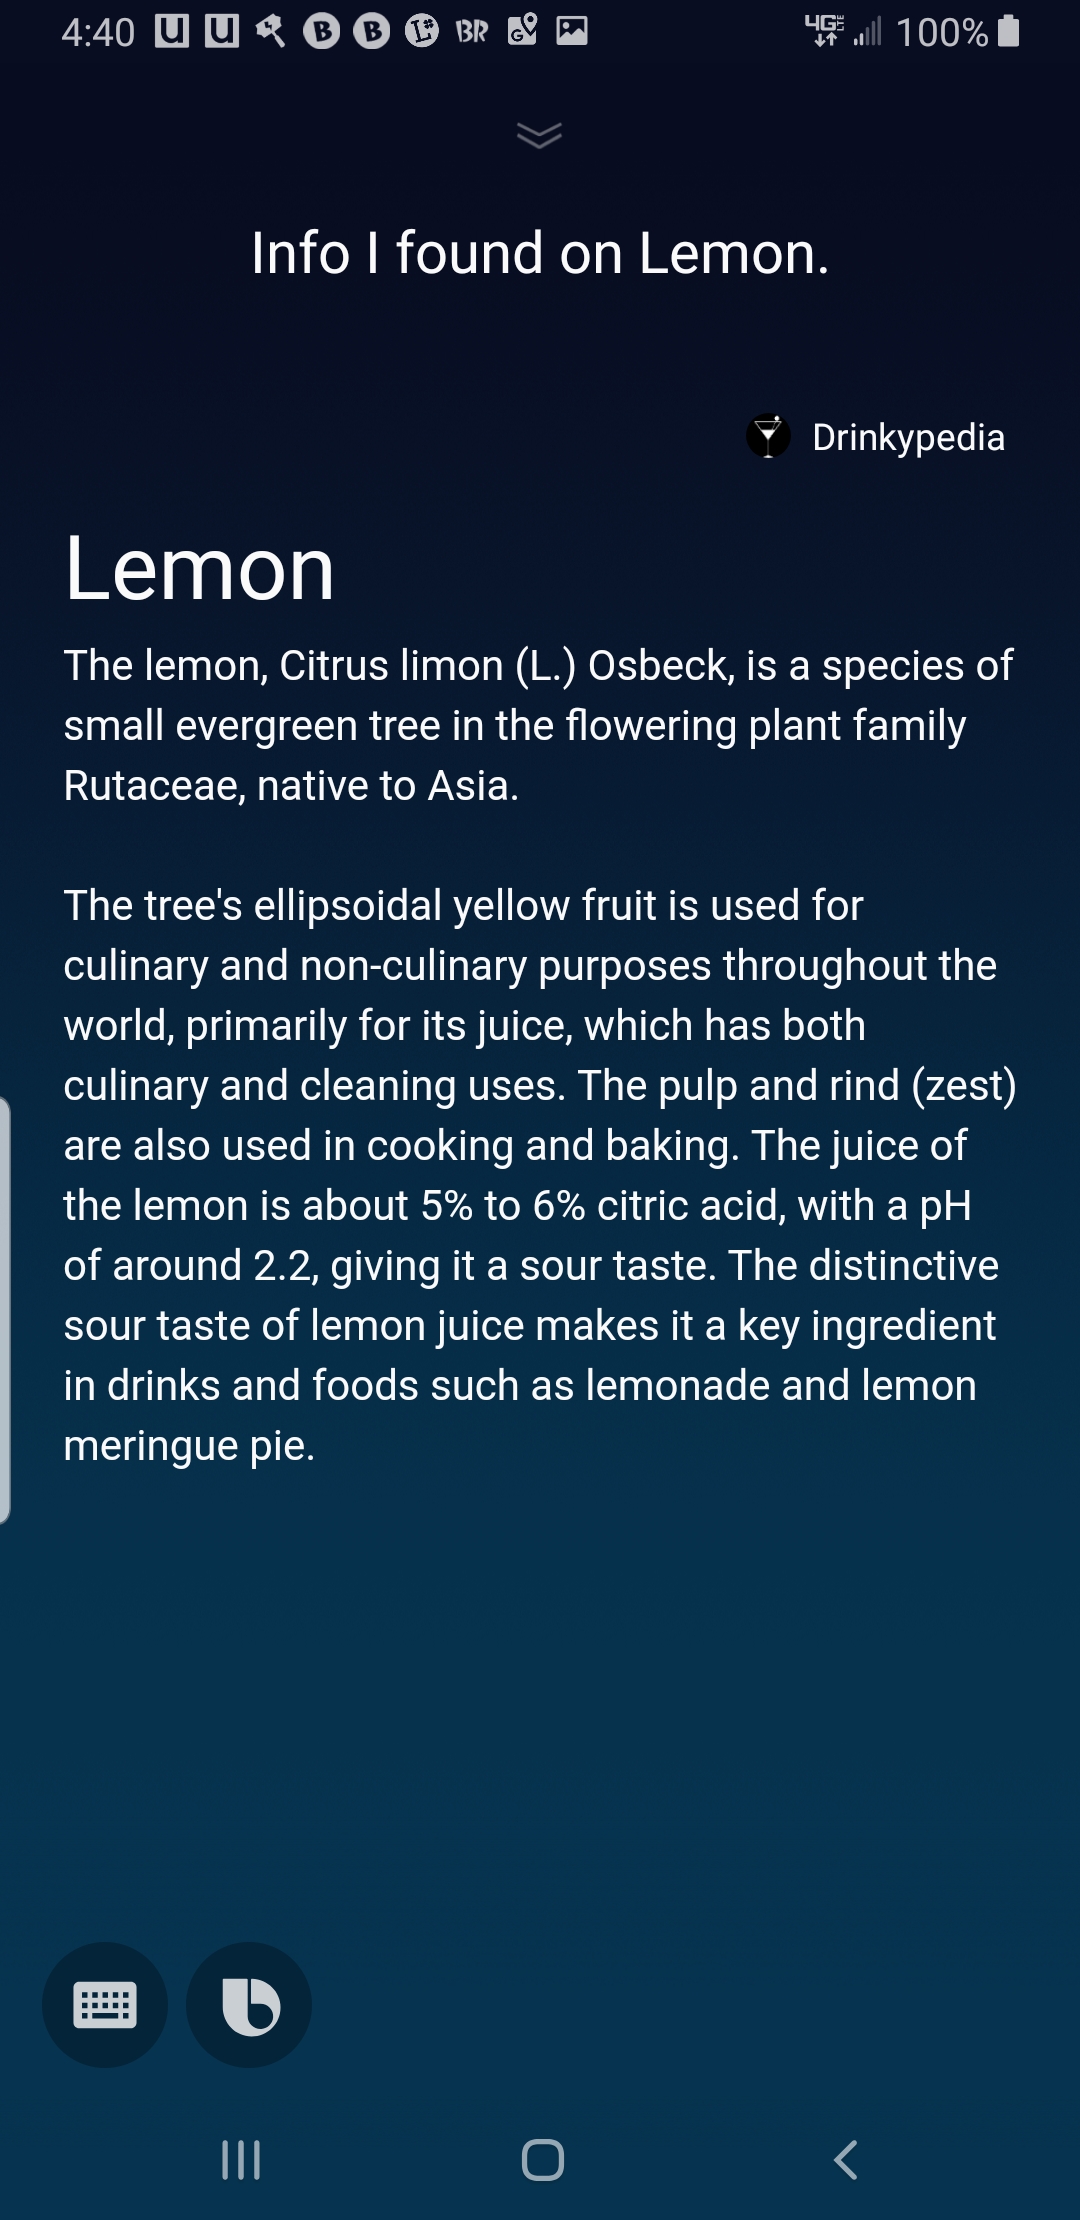 4:40 U U B B L BR G 4G LTE 100%
Info I found on Lemon.
Drinkypedia
Lemon
The lemon, Citrus limon (L.) Osbeck, is a species of
small evergreen tree in the flowering plant family
Rutaceae, native to Asia.
The tree's ellipsoidal yellow fruit is used for
culinary and non-culinary purposes throughout the
world, primarily for its juice, which has both
culinary and cleaning uses. The pulp and rind (zest)
are also used in cooking and baking. The juice of
the lemon is about 5% to 6% citric acid, with a pH
of around 2.2, giving it a sour taste. The distinctive
sour taste of lemon juice makes it a key ingredient
in drinks and foods such as lemonade and lemon
meringue pie.